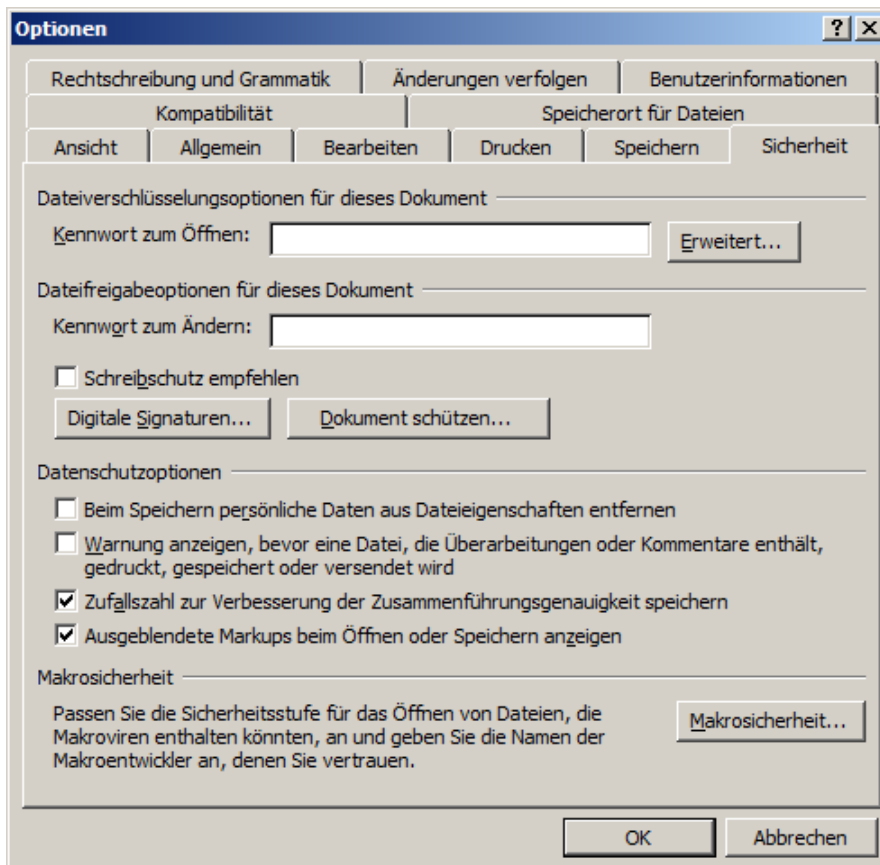 Optionen
Rechtschreibung und Grammatik Änderungen verfolgen Benutzerinformationen
Kompatibilität Speicherort für Dateien
Ansicht Allgemein Bearbeiten Drucken Speichern Sicherheit
Dateiverschlüsselungsoptionen für dieses Dokument
Kennwort zum Öffnen: Erweitert...
Dateifreigabeoptionen für dieses Dokument
Kennwort zum Ändern:
Schreibschutz empfehlen
Digitale Signaturen... Dokument schützen...
Datenschutzoptionen
Beim Speichern persönliche Daten aus Dateieigenschaften entfernen
Warnung anzeigen, bevor eine Datei, die Überarbeitungen oder Kommentare enthält,
gedruckt, gespeichert oder versendet wird
Zufallszahl zur Verbesserung der Zusammenführungsgenauigkeit speichern
Ausgeblendete Markups beim Öffnen oder Speichern anzeigen
Makrosicherheit
Passen Sie die Sicherheitsstufe für das Öffnen von Dateien, die
Makroviren enthalten könnten, an und geben Sie die Namen der
Makroentwickler an, denen Sie vertrauen.
Makrosicherheit...
OK Abbrechen